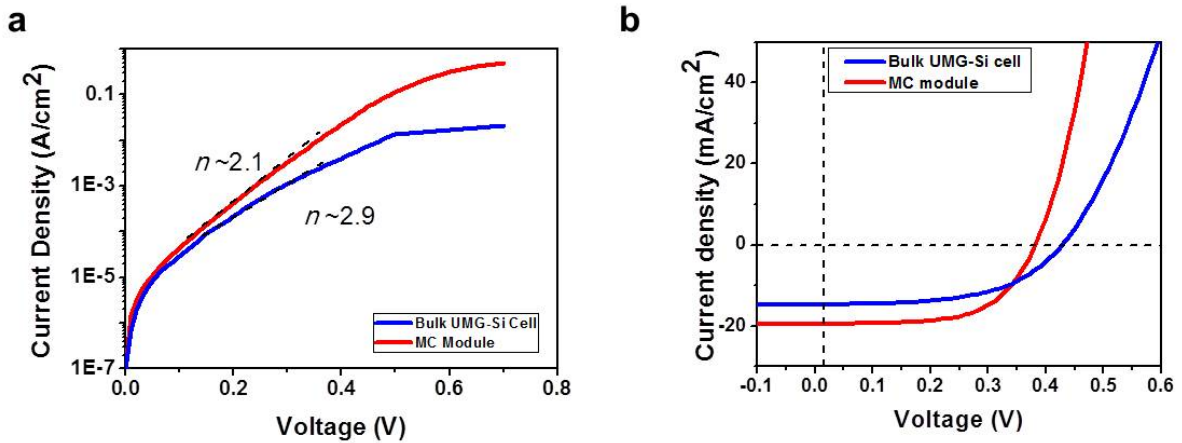 a
Current Density (A/cm2)
0.1
1E-3
1E-5
1E-7
n ~2.1
n ~2.9
Bulk UMG-Si Cell
MC Module
0.0 0.2 0.4 0.6 0.8
Voltage (V)
b
Current density (mA/cm2)
40
20
0
-20
Bulk UMG-Si cell
MC module
-0.1 0.0 0.1 0.2 0.3 0.4 0.5 0.6
Voltage (V)